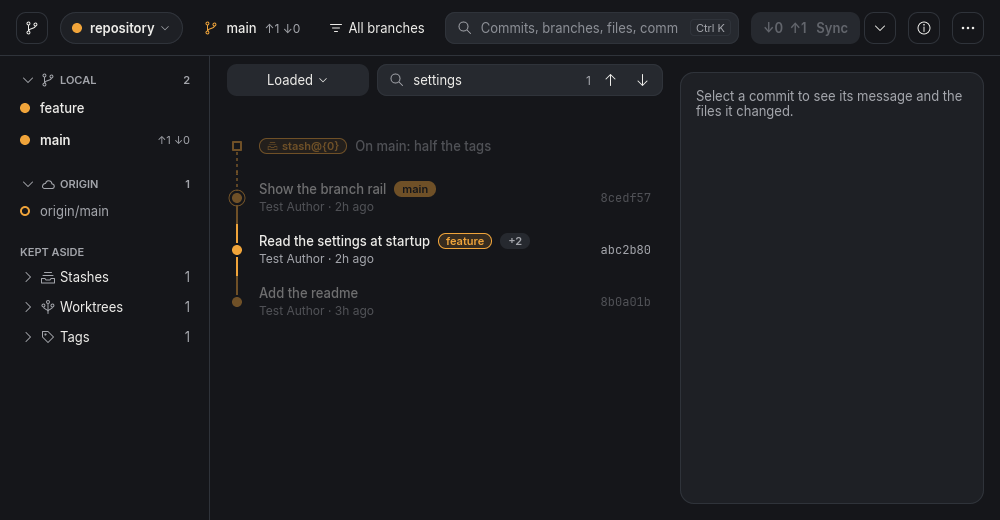 repository main ↑1 ↓0 All branches Commits, branches, files, comm Ctrl K ↓0 ↑1 Sync
LOCAL 2
feature
main ↑1 ↓0
ORIGIN 1
origin/main
KEPT ASIDE
Stashes 1
Worktrees 1
Tags 1
Loaded settings 1
stash@{0} On main: half the tags
Show the branch rail main
Test Author · 2h ago 8cedf57
Read the settings at startup feature +2
Test Author · 2h ago abc2b80
Add the readme
Test Author · 3h ago 8b0a01b
Select a commit to see its message and the
files it changed.